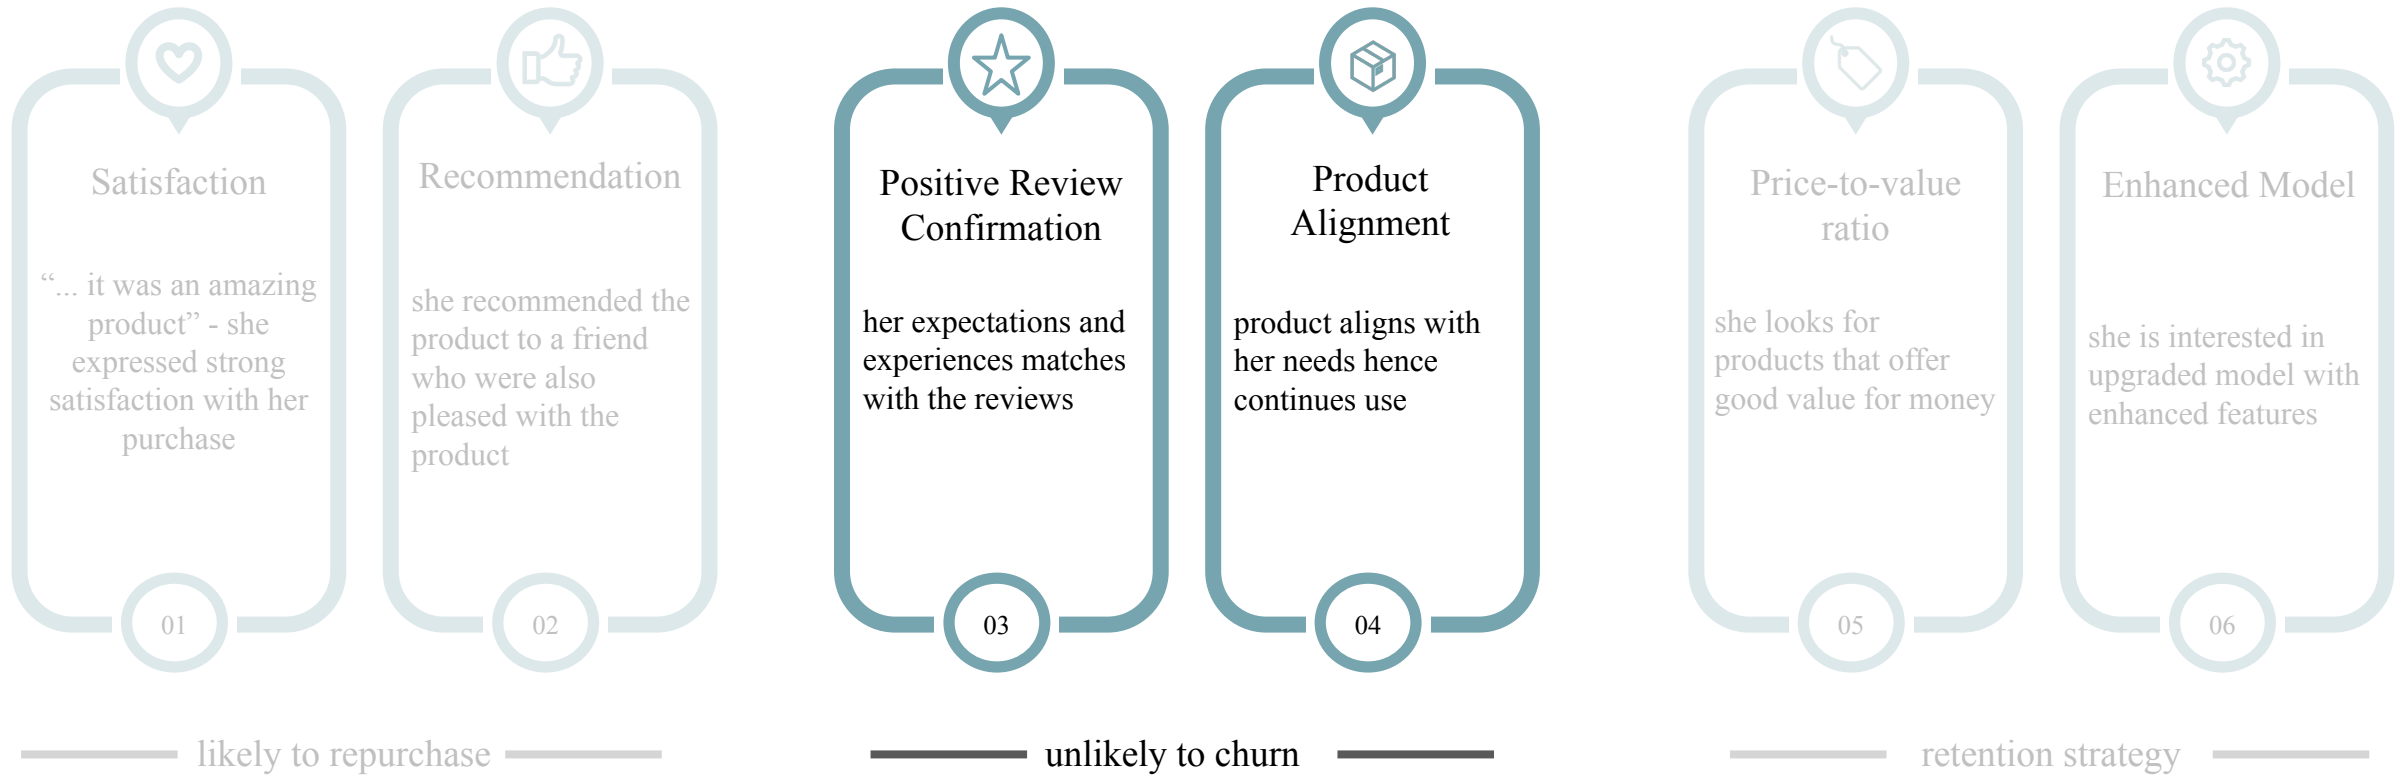 Satisfaction
“... it was an amazing
product” - she
expressed strong
satisfaction with her
purchase
01
Recommendation
she recommended the
product to a friend
who were also
pleased with the
product
02
likely to repurchase
Positive Review
Confirmation
her expectations and
experiences matches
with the reviews
03
Product
Alignment
product aligns with
her needs hence
continues use
04
unlikely to churn
Price-to-value
ratio
she looks for
products that offer
good value for money
05
Enhanced Model
she is interested in
upgraded model with
enhanced features
06
retention strategy